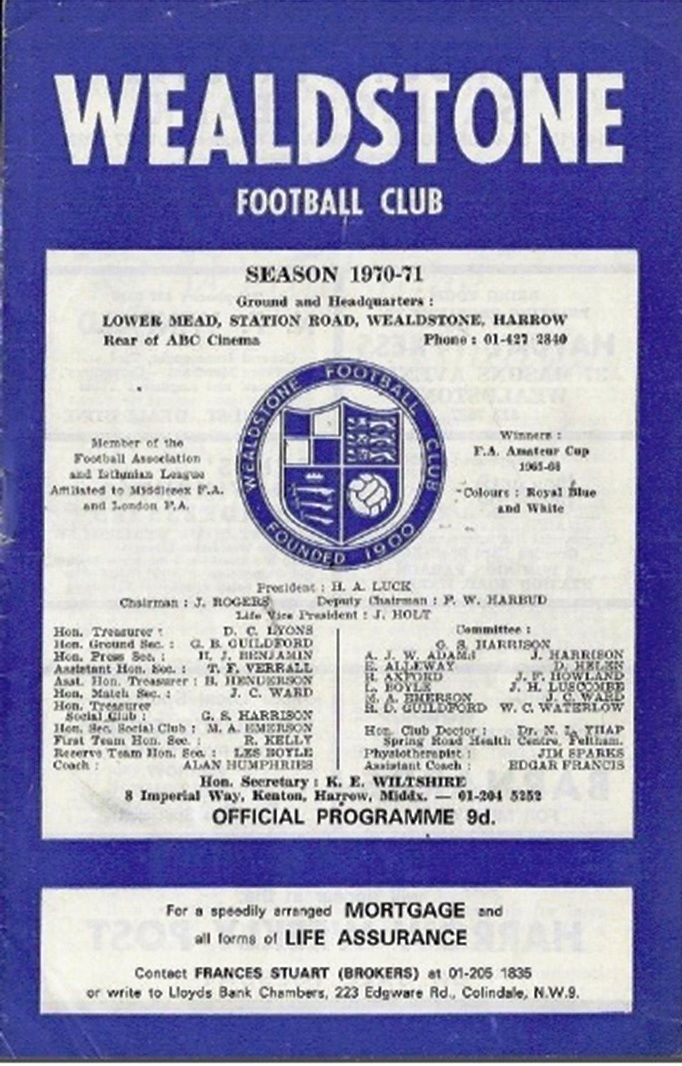 WEALDSTONE
FOOTBALL CLUB
SEASON 1970-71
Ground and Headquarters :
LOWER MEAD, STATION ROAD, WEALDSTONE, HARROW
Rear of ABC Cinema Phone : 01-427 2840
WEALDSTONE FOOTBALL CLUB
FOUNDED 1900
Member of the
Football Association
and Isthmian League
Affiliated to Middlesex F.A.
and London F.A.
Winners :
F.A. Amateur Cup
1965-66
Colours : Royal Blue
and White
President : H. A. LUCK
Chairman : J. ROGERS Deputy Chairman : F. W. HARBUD
Life Vice President : J. HOLT
Hon. Treasurer : D. C. LYONS
Hon. Ground Sec. : G. B. GUILDFORD
Hon. Press Sec. : H. J. BENJAMIN
Assistant Hon. Sec. : T. F. VERRALL
Asst. Hon. Treasurer : B. HENDERSON
Hon. Match Sec. : J. C. WARD
Hon. Treasurer
Social Club : G. S. HARRISON
Hon. Sec. Social Club : M. A. EMERSON
First Team Hon. Sec. : R. KELLY
Reserve Team Hon. Sec. : LES BOYLE
Coach : ALAN HUMPHRIES
Committee :
G. S. HARRISON
A. J. W. ADAMS J. HARRISON
E. ALLEWAY D. HELEN
H. AXFORD J. F. HOWLAND
L. BOYLE J. H. LUSCOMBE
M. A. EMERSON J. C. WARD
R. D. GUILDFORD W. C. WATERLOW
Hon. Club Doctor : Dr. N. L. YHAP
Spring Road Health Centre, Feltham.
Physiotherapist : JIM SPARKS
Assistant Coach : EDGAR FRANCIS
Hon. Secretary : K. E. WILTSHIRE
8 Imperial Way, Kenton, Harrow, Middx. — 01-204 5252
OFFICIAL PROGRAMME 9d.
For a speedily arranged MORTGAGE and
all forms of LIFE ASSURANCE
Contact FRANCES STUART (BROKERS) at 01-205 1835
or write to Lloyds Bank Chambers, 223 Edgware Rd., Colindale, N.W.9.